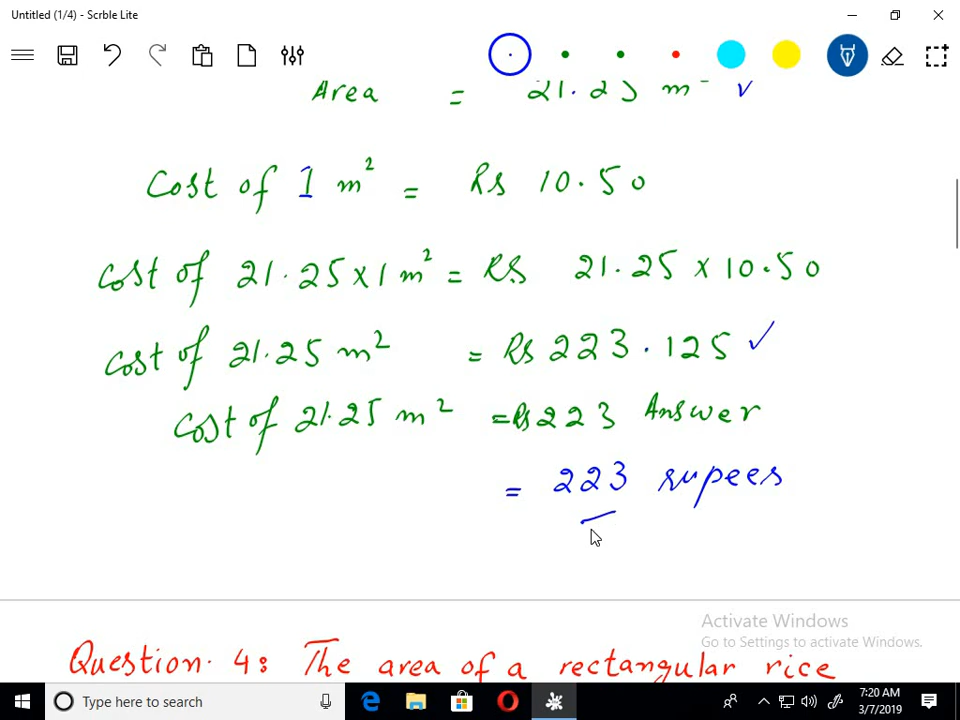 Untitled (1/4) - Scrble Lite
Area = 21.25 m² ✓
Cost of 1 m² = Rs 10.50
Cost of 21.25 x 1 m² = Rs 21.25 x 10.50
Cost of 21.25 m² = Rs 223.125 ✓
Cost of 21.25 m² = Rs 223 Answer
= 223 rupees
Activate Windows
Go to Settings to activate Windows.
Question. 4: The area of a rectangular rice
Type here to search
7:20 AM
3/7/2019